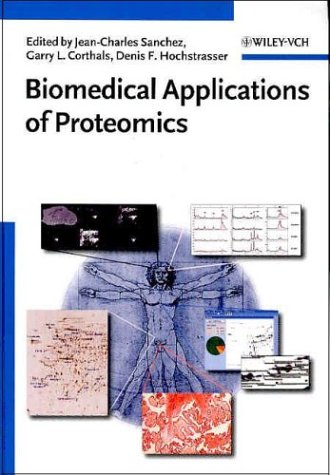 Edited by Jean-Charles Sanchez,
Garry L. Corthals, Denis F. Hochstrasser
WILEY-VCH
Biomedical Applications
of Proteomics